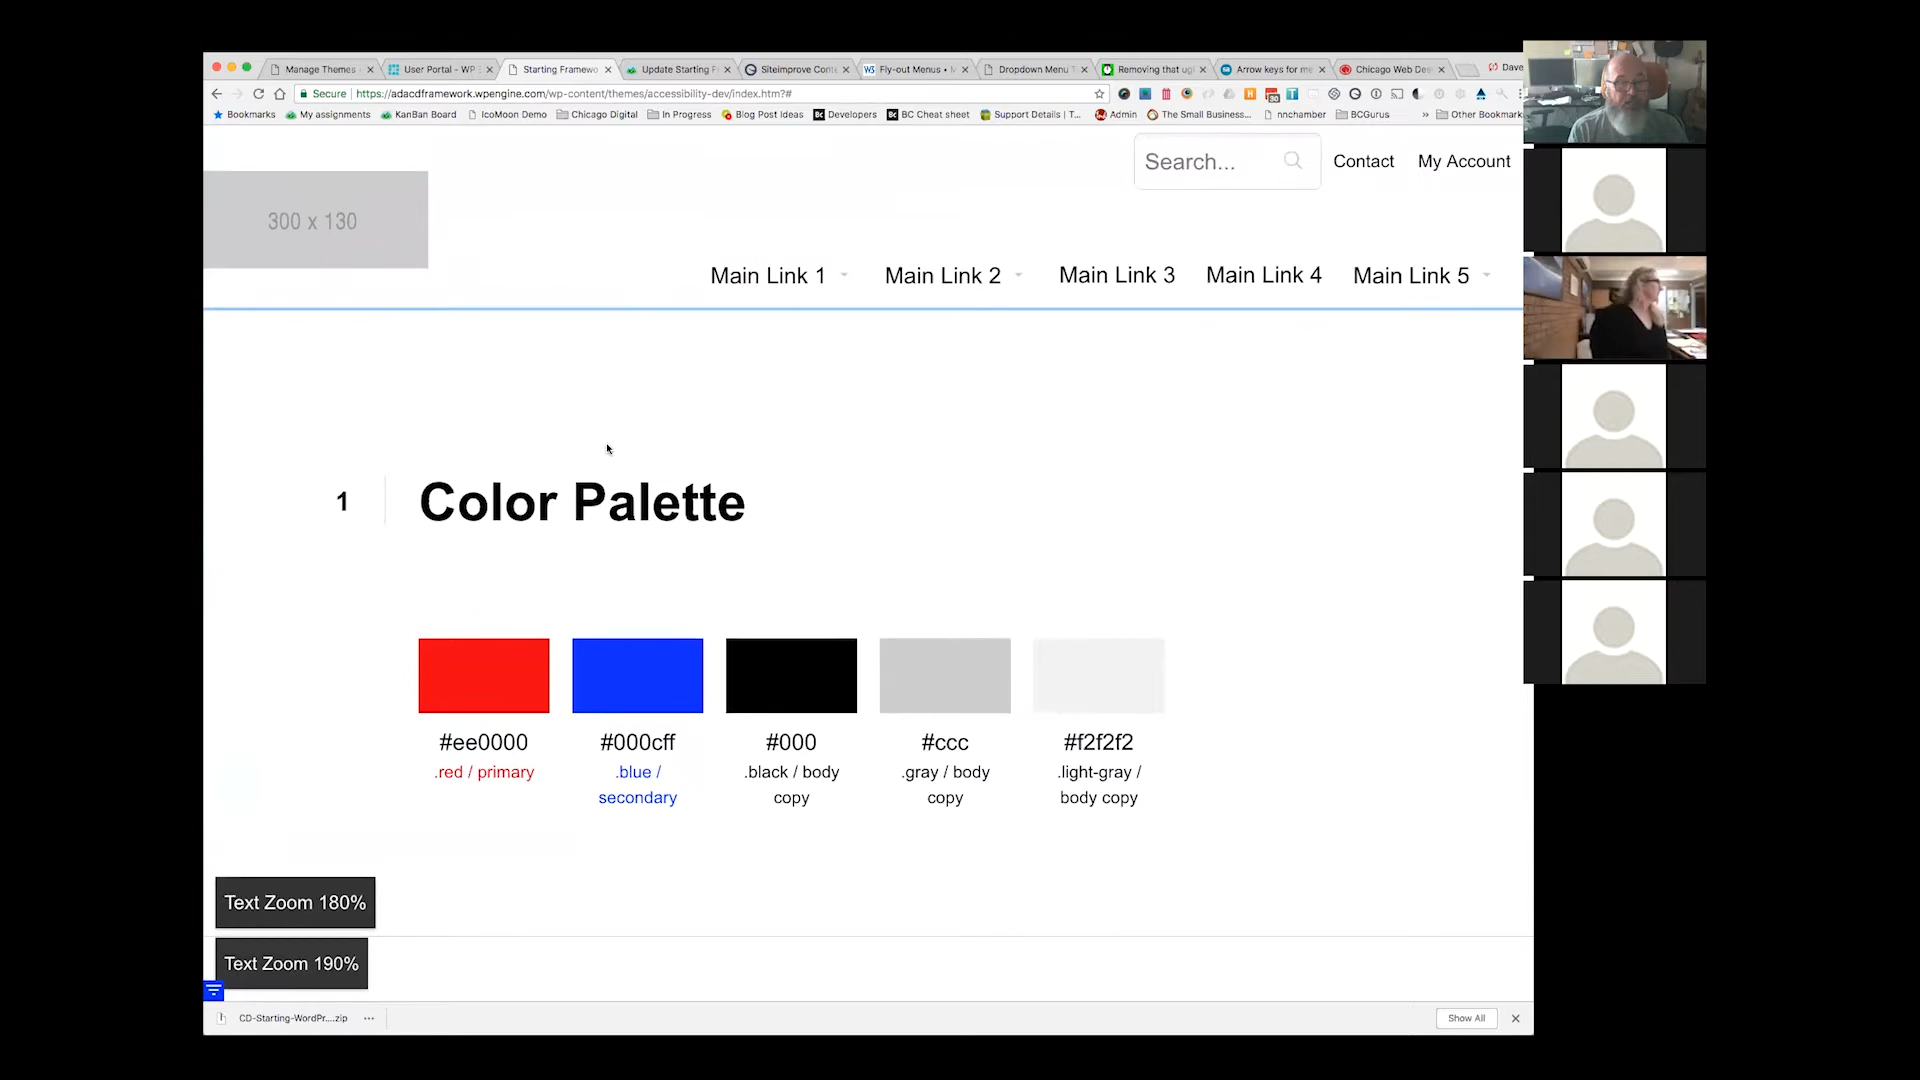 Manage Themes
User Portal - WP
Starting Framewo
Update Starting F
Siteimprove Cont
Fly-out Menus •
Dropdown Menu
Removing that ugl
Arrow keys for me
Chicago Web Des
Dave
Secure
https://adacdframework.wpengine.com/wp-content/themes/accessibility-dev/index.htm?#
Bookmarks
My assignments
KanBan Board
IcoMoon Demo
Chicago Digital
In Progress
Blog Post Ideas
Developers
BC Cheat sheet
Support Details | T...
Admin
The Small Business...
nnchamber
BCGurus
»
Other Bookmark
Search...
Contact
My Account
300 x 130
Main Link 1
Main Link 2
Main Link 3
Main Link 4
Main Link 5
1
Color Palette
#ee0000
#000cff
#000
#ccc
#f2f2f2
.red / primary
.blue /
secondary
.black / body
copy
.gray / body
copy
.light-gray /
body copy
Text Zoom 180%
Text Zoom 190%
CD-Starting-WordPr....zip
Show All